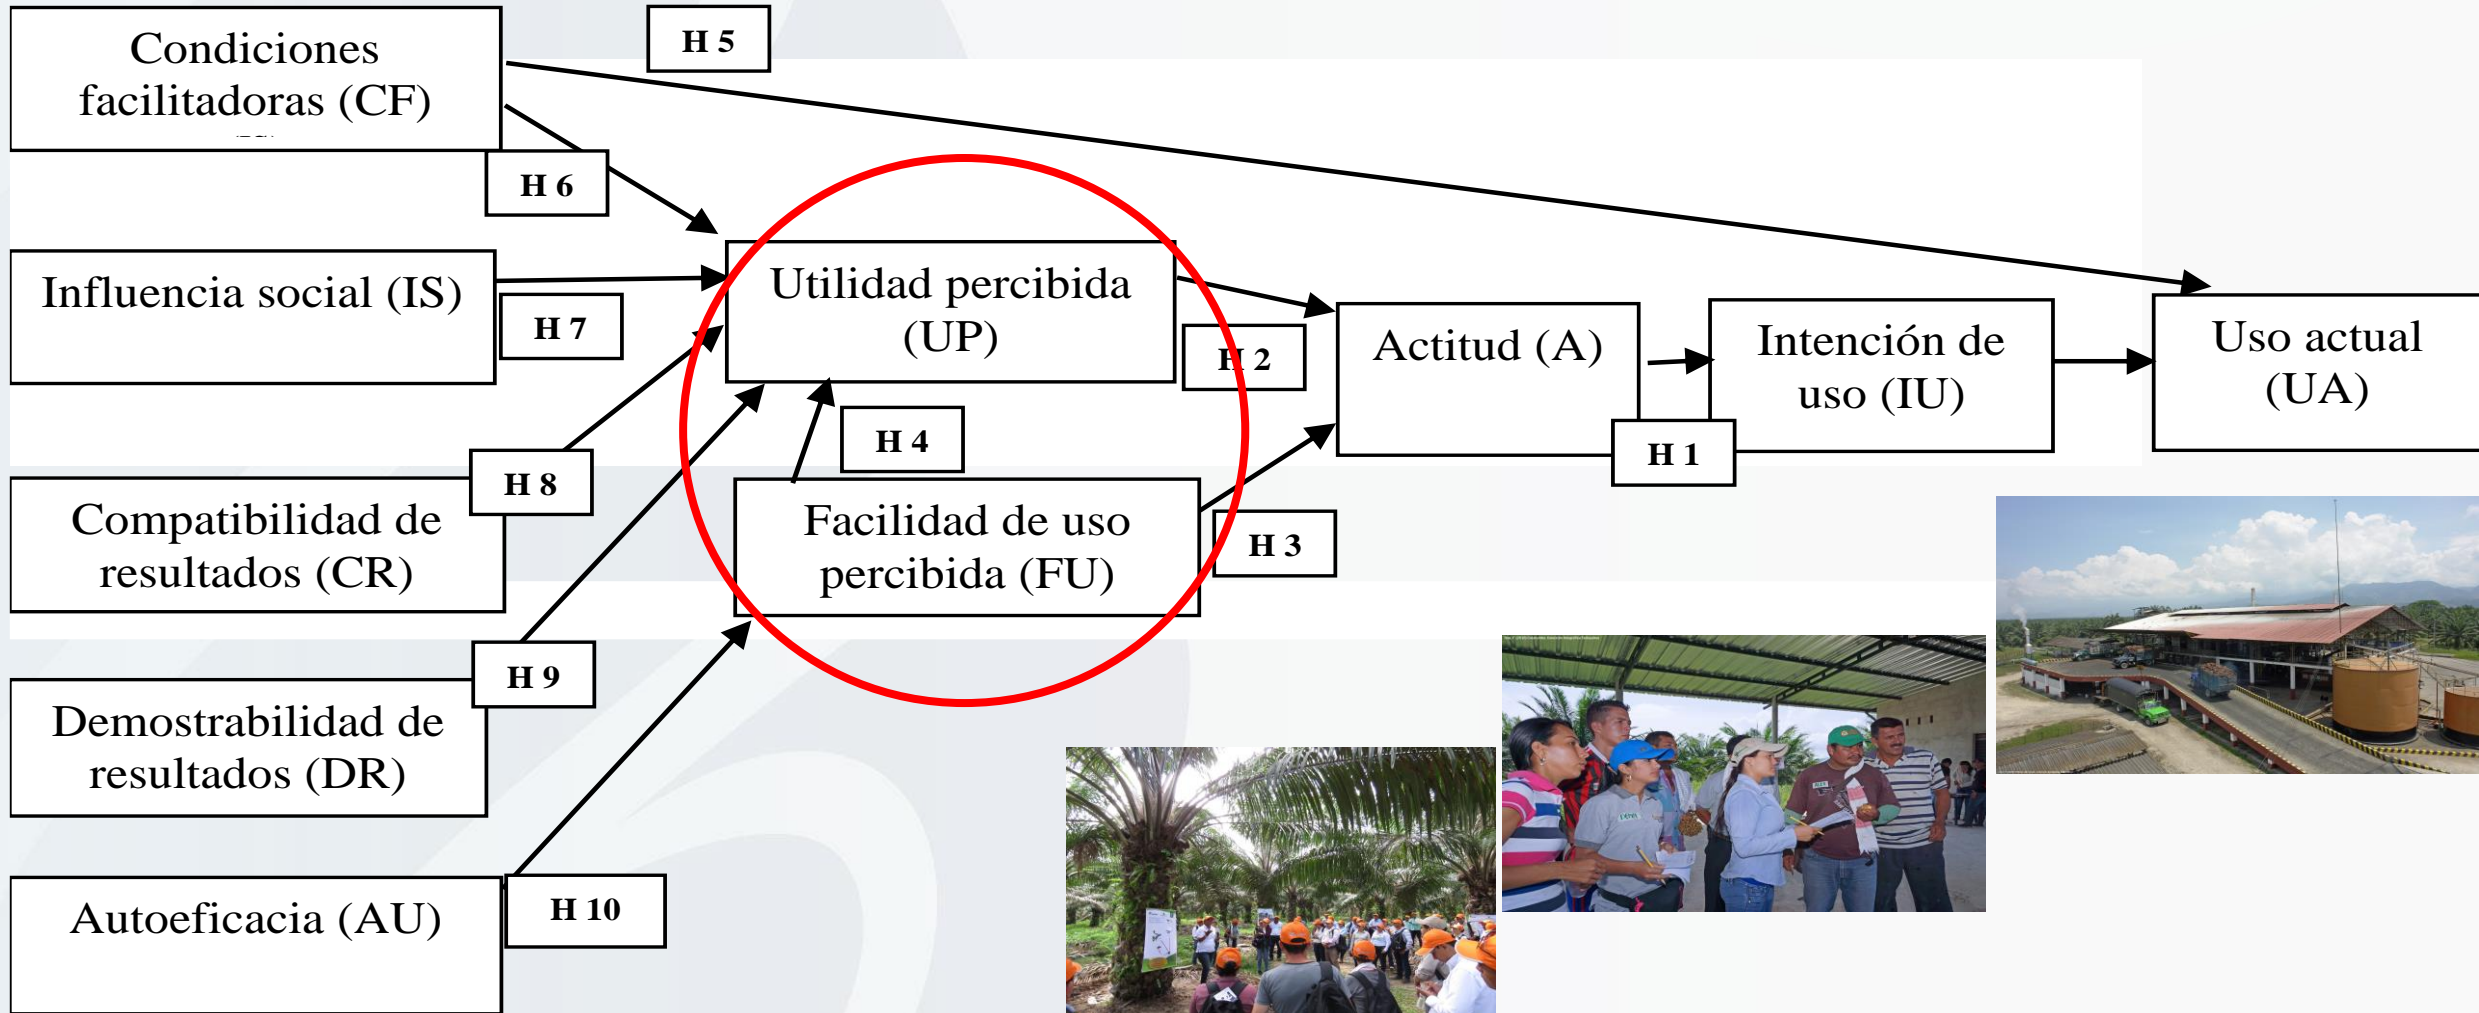 Condiciones
facilitadoras (CF)
H 5
H 6
Influencia social (IS)
H 7
Utilidad percibida
(UP)
H 2
Actitud (A)
Intención de
uso (IU)
Uso actual
(UA)
H 4
H 1
H 8
Compatibilidad de
resultados (CR)
Facilidad de uso
percibida (FU)
H 3
H 9
Demostrabilidad de
resultados (DR)
Autoeficacia (AU)
H 10